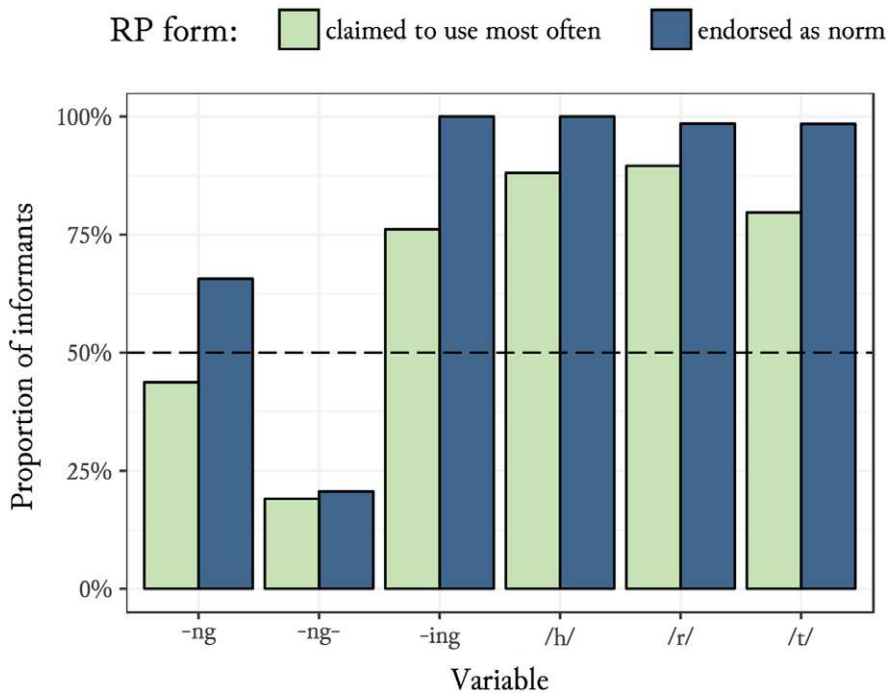 RP form: claimed to use most often endorsed as norm
100%
75%
50%
25%
0%
Proportion of informants
-ng -ng- -ing /h/ /r/ /t/
Variable